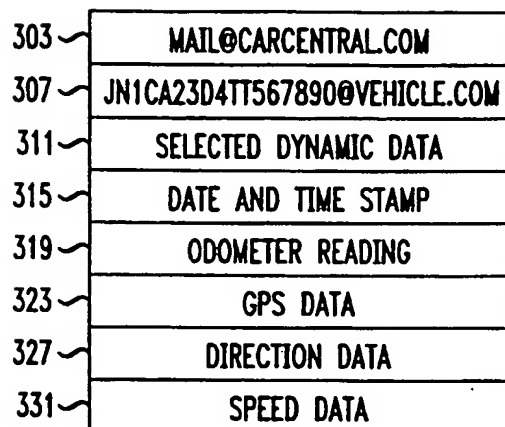 303 MAIL@CARCENTRAL.COM
307 JN1CA23D4TT567890@VEHICLE.COM
311 SELECTED DYNAMIC DATA
315 DATE AND TIME STAMP
319 ODOMETER READING
323 GPS DATA
327 DIRECTION DATA
331 SPEED DATA